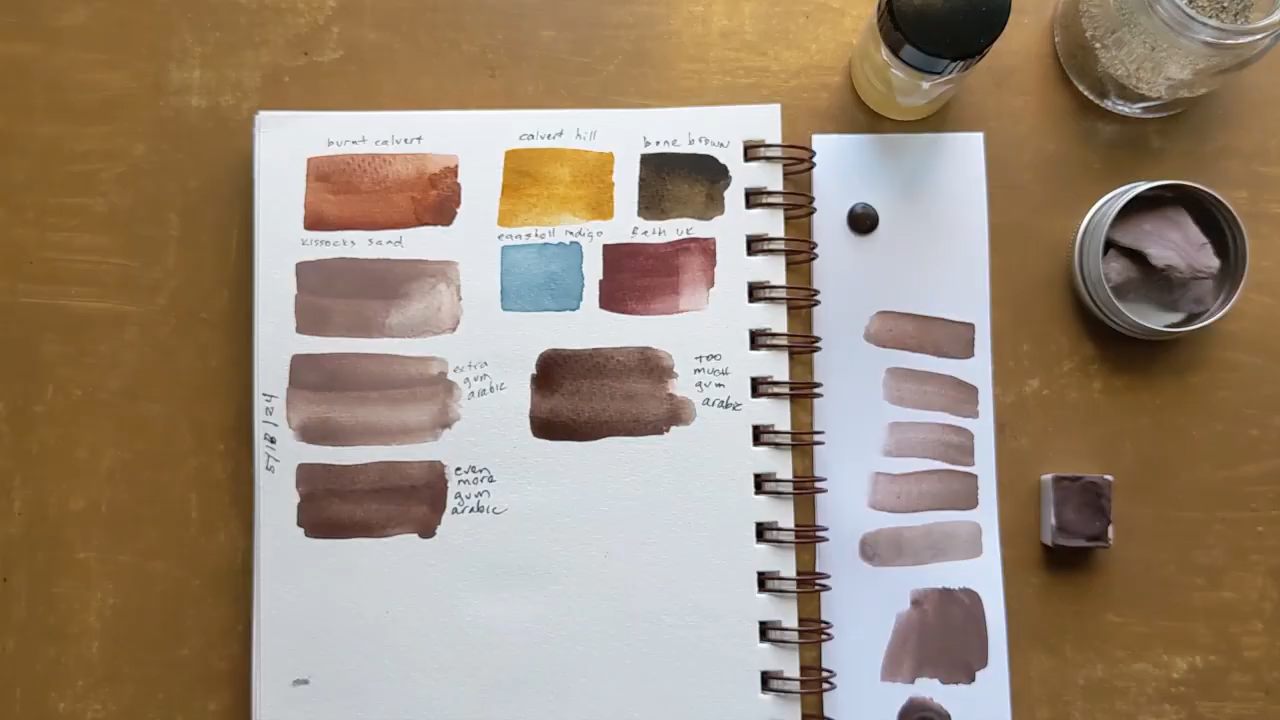 burnt calvert
calvert hill
bone brown
kissocks sand
eggshell indigo
Beth UK
extra
gum
arabic
too
much
gum
arabic
even
more
gum
arabic
5/18/24